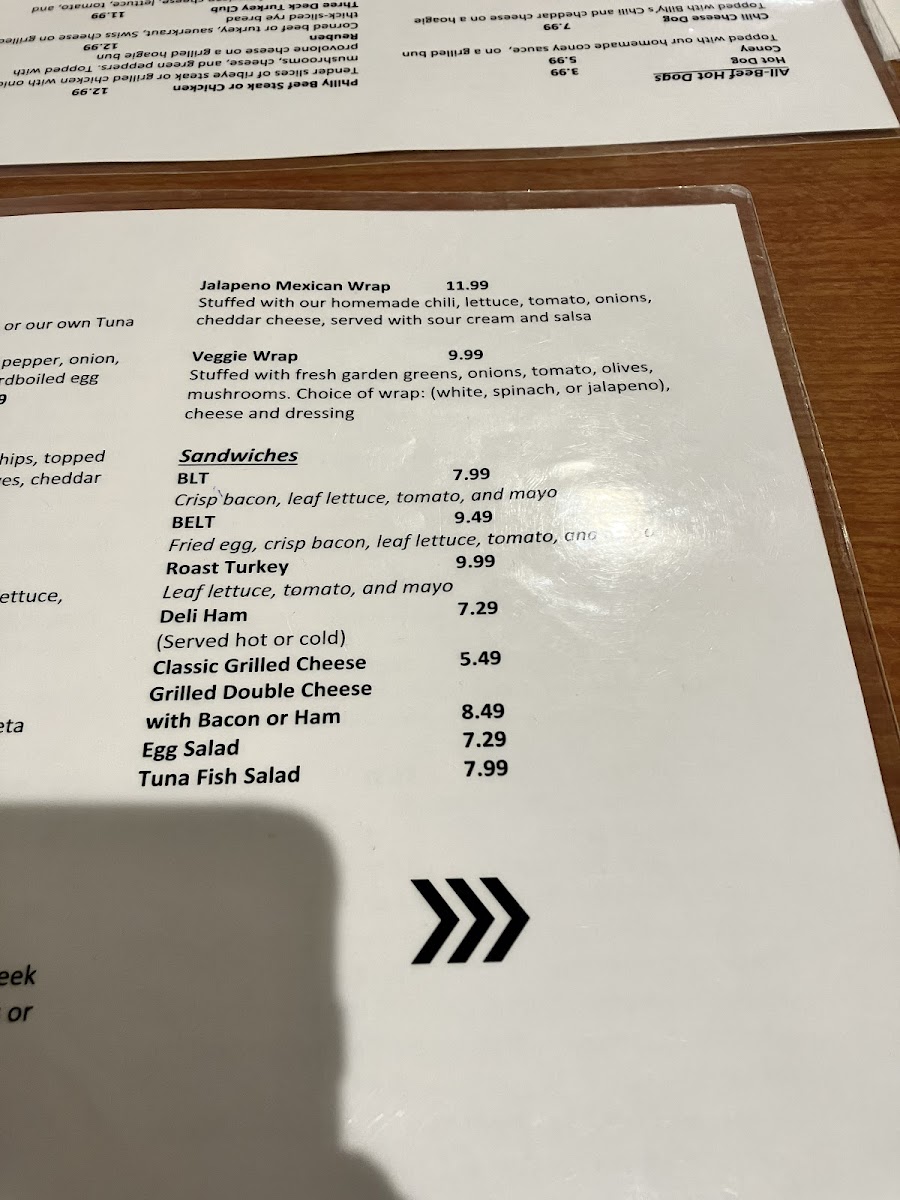 All-Beef Hot Dogs
Hot Dog 3.99
Coney 5.99
Topped with our homemade coney sauce, on a grilled bun
Chili Cheese Dog 7.99
Topped with Billy's Chili and cheddar cheese on a hoagie
Philly Beef Steak or Chicken 12.99
Tender slices of ribeye steak or grilled chicken with
mushrooms, cheese, and green peppers. Topped with
provolone cheese on a grilled hoagie bun
Reuben 12.99
Corned beef or turkey, sauerkraut, Swiss cheese on grilled
thick-sliced rye bread
Three Deck Turkey Club 11.99
cheese, lettuce, tomato, and
or our own Tuna
pepper, onion,
rdboiled egg
9
hips, topped
es, cheddar
ettuce,
eta
eek
or
Jalapeno Mexican Wrap 11.99
Stuffed with our homemade chili, lettuce, tomato, onions,
cheddar cheese, served with sour cream and salsa
Veggie Wrap 9.99
Stuffed with fresh garden greens, onions, tomato, olives,
mushrooms. Choice of wrap: (white, spinach, or jalapeno),
cheese and dressing
Sandwiches
BLT 7.99
Crisp bacon, leaf lettuce, tomato, and mayo
BELT 9.49
Fried egg, crisp bacon, leaf lettuce, tomato, and
Roast Turkey 9.99
Leaf lettuce, tomato, and mayo
Deli Ham 7.29
(Served hot or cold)
Classic Grilled Cheese 5.49
Grilled Double Cheese
with Bacon or Ham 8.49
Egg Salad 7.29
Tuna Fish Salad 7.99